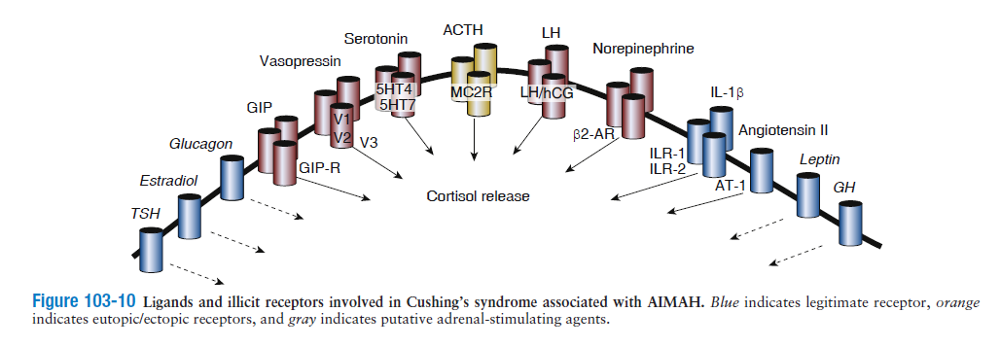 ACTH
LH
Serotonin
Norepinephrine
Vasopressin
5HT4
5HT7
MC2R
LH/hCG
IL-1β
GIP
V1
V2
V3
β2-AR
Angiotensin II
Glucagon
GIP-R
ILR-1
ILR-2
Leptin
Estradiol
AT-1
GH
Cortisol release
TSH
Figure 103-10 Ligands and illicit receptors involved in Cushing's syndrome associated with AIMAH. Blue indicates legitimate receptor, orange
indicates eutopic/ectopic receptors, and gray indicates putative adrenal-stimulating agents.